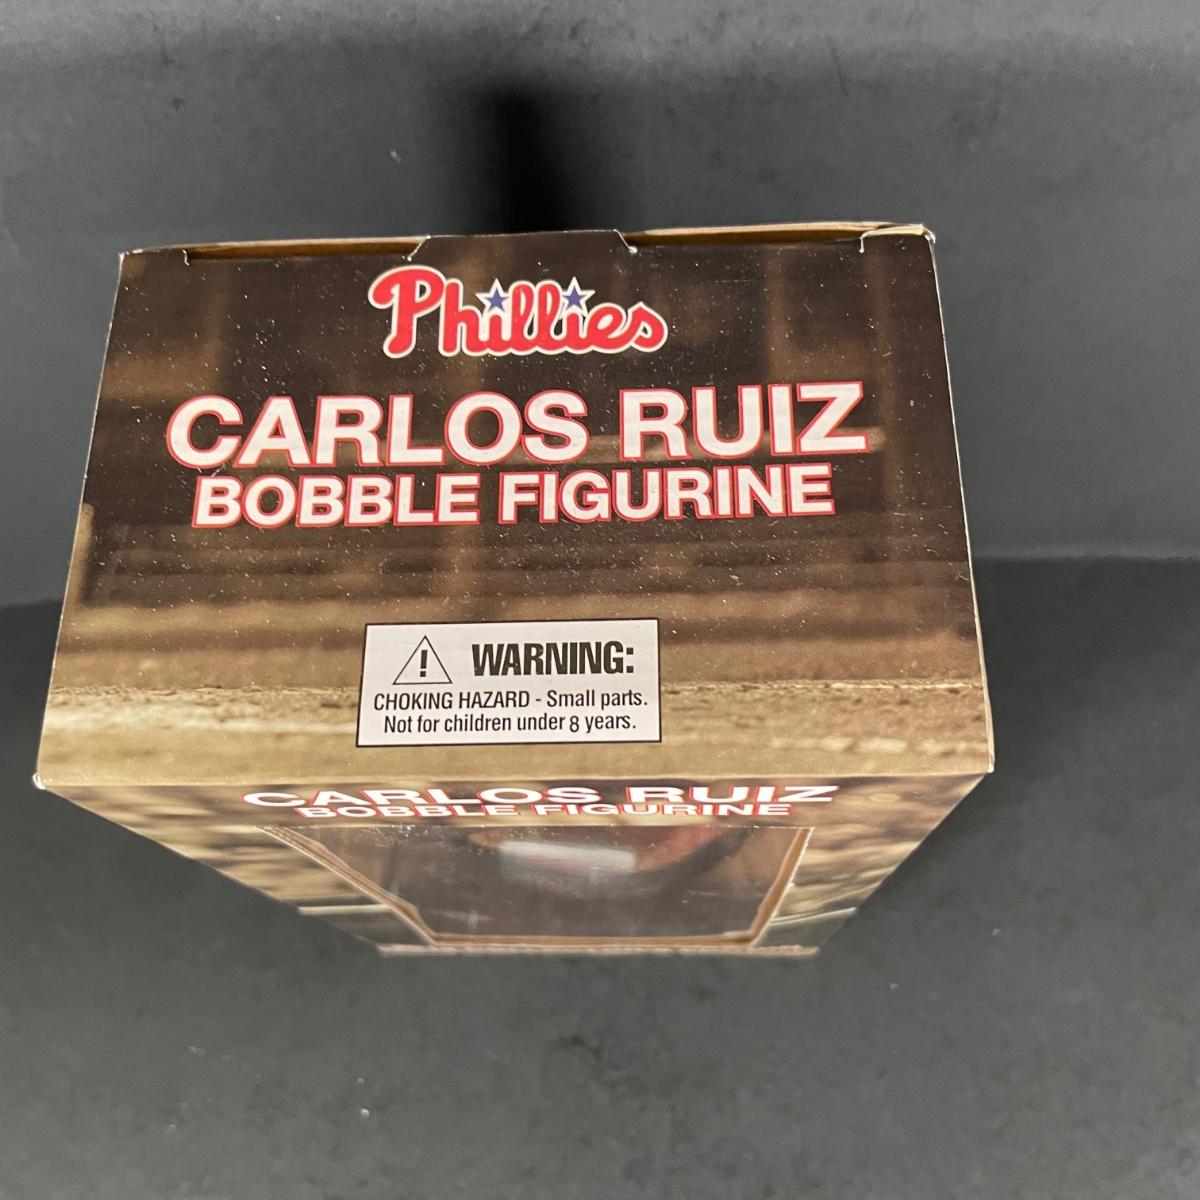 Phillies
CARLOS RUIZ
BOBBLE FIGURINE
! WARNING:
CHOKING HAZARD - Small parts.
Not for children under 8 years.
CARLOS RUIZ
BOBBLE FIGURINE